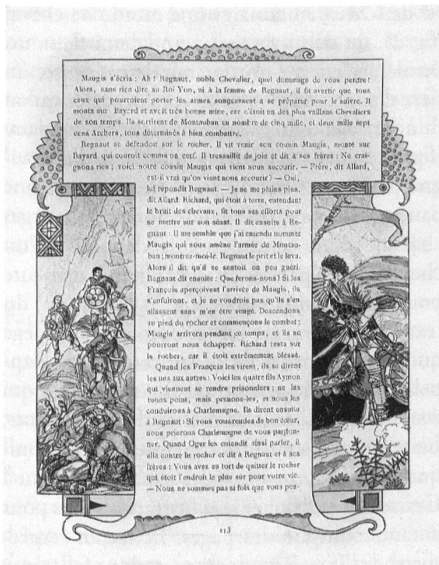 Maugis s'écria : Ah ! Regnaut, noble Chevalier, quel dommage de vous perdre !
Alors, sans rien dire au Roi Yon, ni à la femme de Regnaut, il fit avertir que tous
ceux qui pourroient porter les armes songeassent à se préparer pour le suivre. Il
monta sur Bayard et avoit très bonne mine, car c'étoit un des plus vaillans Chevaliers
de son temps. Ils sortirent de Montauban au nombre de cinq mille, et deux mille sept
cens Archers, tous déterminés à bien combattre.
Regnaut se défendoit sur le rocher. Il vit venir son cousin Maugis, monté sur
Bayard qui couroit comme un cerf. Il tressaillit de joie et dit à ses frères : Ne crai-
gnons rien ; voici notre cousin Maugis qui vient nous secourir. — Frère, dit Allard,
est-il vrai qu'on vient nous secourir ? — Oui,
lui répondit Regnaut. — Je ne me plains plus,
dit Allard. Richard, qui étoit à terre, entendant
le bruit des chevaux, fit tous ses efforts pour
se mettre sur son séant. Il dit ensuite à Re-
gnaut : Il me semble que j'ai entendu nommer
Maugis qui nous amène l'armée de Montau-
ban ; montrez-moi-le. Regnaut le prit et le leva.
Alors il dit qu'il se sentoit un peu guéri.
Regnaut dit ensuite : Que ferons-nous ? Si les
François aperçoivent l'arrivée de Maugis, ils
s'enfuiront, et je ne voudrois pas qu'ils s'en
allassent sans m'en être vengé. Descendons
au pied du rocher et commençons le combat ;
Maugis arrivera pendant ce temps, et ils ne
pourront nous échapper. Richard resta sur
le rocher, car il étoit extrêmement blessé.
Quand les François les virent, ils se dirent
les uns aux autres : Voici les quatre fils Aymon
qui viennent se rendre prisonniers ; ne les
tuons point, mais prenons-les, et nous les
conduirons à Charlemagne. Ils dirent ensuite
à Regnaut : Si vous vous rendez de bon cœur,
nous prierons Charlemagne de vous pardon-
ner. Quand Oger les entendit ainsi parler, il
alla contre le rocher et dit à Regnaut et à ses
frères : Vous avez eu tort de quitter le rocher
qui étoit l'endroit le plus sûr pour votre vie.
— Nous ne sommes pas si fols que vous pen-
113